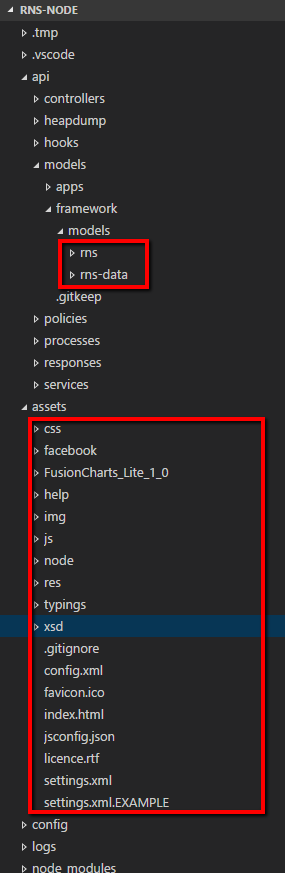 RNS-NODE
.tmp
.vscode
api
controllers
heapdump
hooks
models
apps
framework
models
rns
rns-data
.gitkeep
policies
processes
responses
services
assets
css
facebook
FusionCharts_Lite_1_0
help
img
js
node
res
typings
xsd
.gitignore
config.xml
favicon.ico
index.html
jsconfig.json
licence.rtf
settings.xml
settings.xml.EXAMPLE
config
logs
node_modules